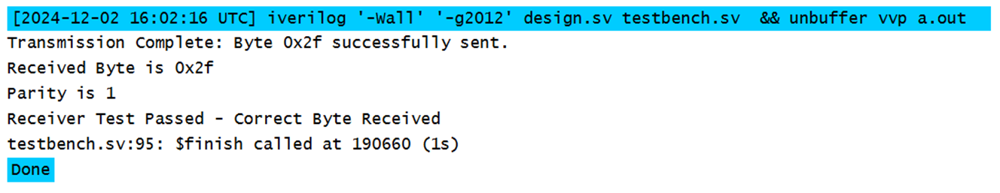 [2024-12-02 16:02:16 UTC] iverilog '-Wall' '-g2012' design.sv testbench.sv  && unbuffer vvp a.out
Transmission Complete: Byte 0x2f successfully sent.
Received Byte is 0x2f
Parity is 1
Receiver Test Passed - Correct Byte Received
testbench.sv:95: $finish called at 190660 (1s)
Done